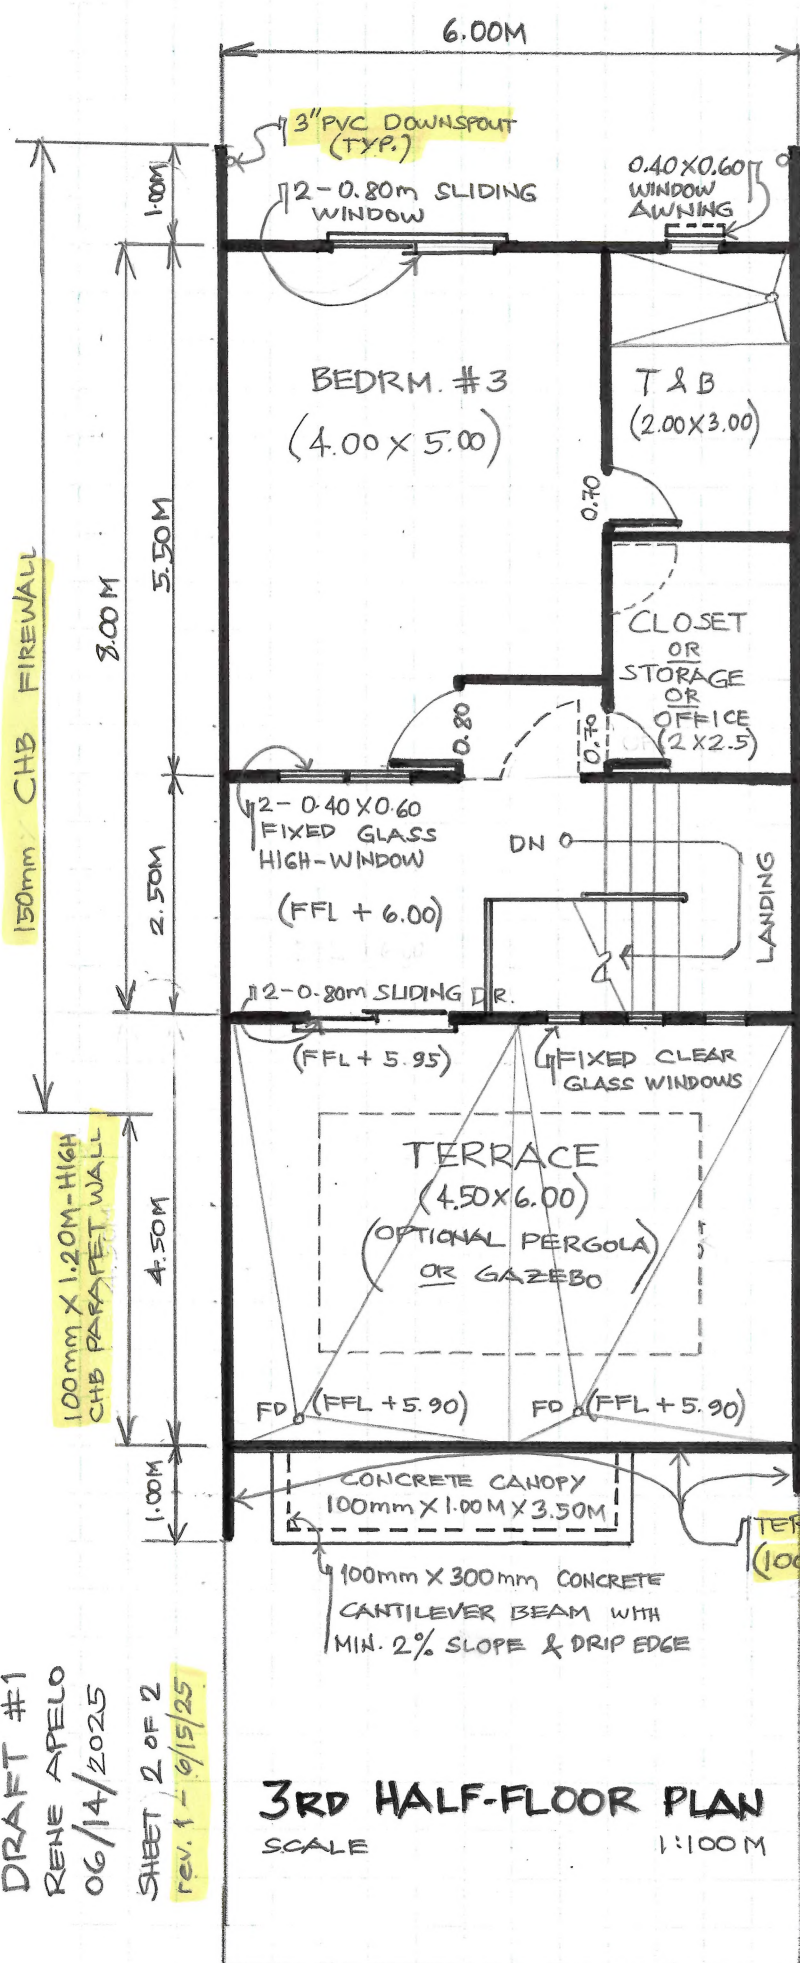 6.00M
3" PVC DOWNSPOUT
(TYP.)
1.00M
2-0.80m SLIDING
WINDOW
0.40X0.60
WINDOW
AWNING
BEDRM. #3
(4.00 X 5.00)
T & B
(2.00X3.00)
0.70
5.50M
8.00M
150mm CHB FIREWALL
CLOSET
OR
STORAGE
OR
OFFICE
(2 X2.5)
0.80
0.70
2- 0.40 X0.60
FIXED GLASS
HIGH-WINDOW
DN
LANDING
2.50M
(FFL + 6.00)
2-0.80m SLIDING DR.
(FFL + 5.95)
FIXED CLEAR
GLASS WINDOWS
TERRACE
(4.50X6.00)
(OPTIONAL PERGOLA)
OR GAZEBO
100mm X 1.20M-HIGH
CHB PARAPET WALL
4.50M
FD (FFL +5.90)
FD (FFL +5.90)
1.00M
CONCRETE CANOPY
100mm X 1.00M X 3.50M
TER
(100
100mm X 300mm CONCRETE
CANTILEVER BEAM WITH
MIN. 2% SLOPE & DRIP EDGE
DRAFT #1
RENE APELO
06/14/2025
SHEET 2 OF 2
rev. 1 - 6/15/25
3RD HALF-FLOOR PLAN
SCALE 1:100 M